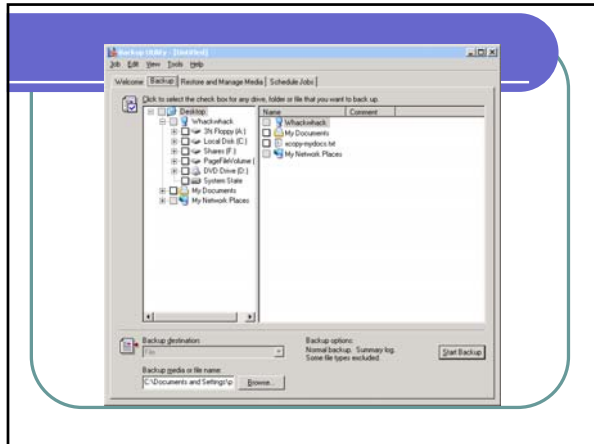 Backup Utility - [Untitled]
Job Edit View Tools Help
Welcome Backup Restore and Manage Media Schedule Jobs
Click to select the check box for any drive, folder or file that you want to back up.
Desktop
Whackwhack
3½ Floppy (A:)
Local Disk (C:)
Shares (F:)
PageFileVolume (
DVD Drive (D:)
System State
My Documents
My Network Places
Name Comment
Whackwhack
My Documents
xcopy-mydocs.txt
My Network Places
Backup destination:
File
Backup media or file name:
C:\Documents and Settings\p
Browse...
Backup options:
Normal backup. Summary log.
Some file types excluded.
Start Backup